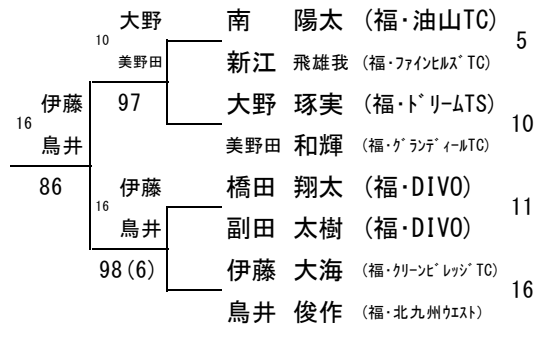 南 陽太 (福・油山TC) 5
新江 飛雄我 (福・ファインヒルズTC)
大野 琢実 (福・ドリームTS) 10
美野田 和輝 (福・グランディールTC)
橋田 翔太 (福・DIVO) 11
副田 太樹 (福・DIVO)
伊藤 大海 (福・クリーンビレッジTC) 16
鳥井 俊作 (福・北九州ウエスト)
10 大野
美野田
97
16 伊藤
鳥井
98(6)
16 伊藤
鳥井
86